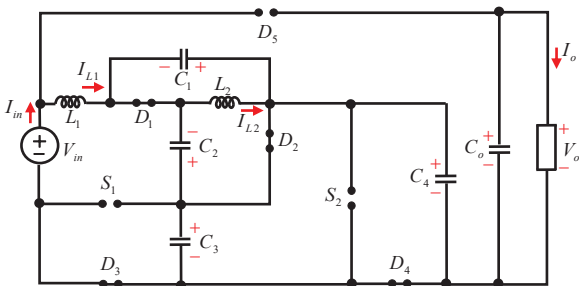 D5
Io
IL1
− C1 +
L2
Iin
L1
D1
IL2
D2
+
−
Vin
−
C2
+
S1
S2
+
C4
−
+
Co
−
+
Vo
−
+
C3
−
D3
D4